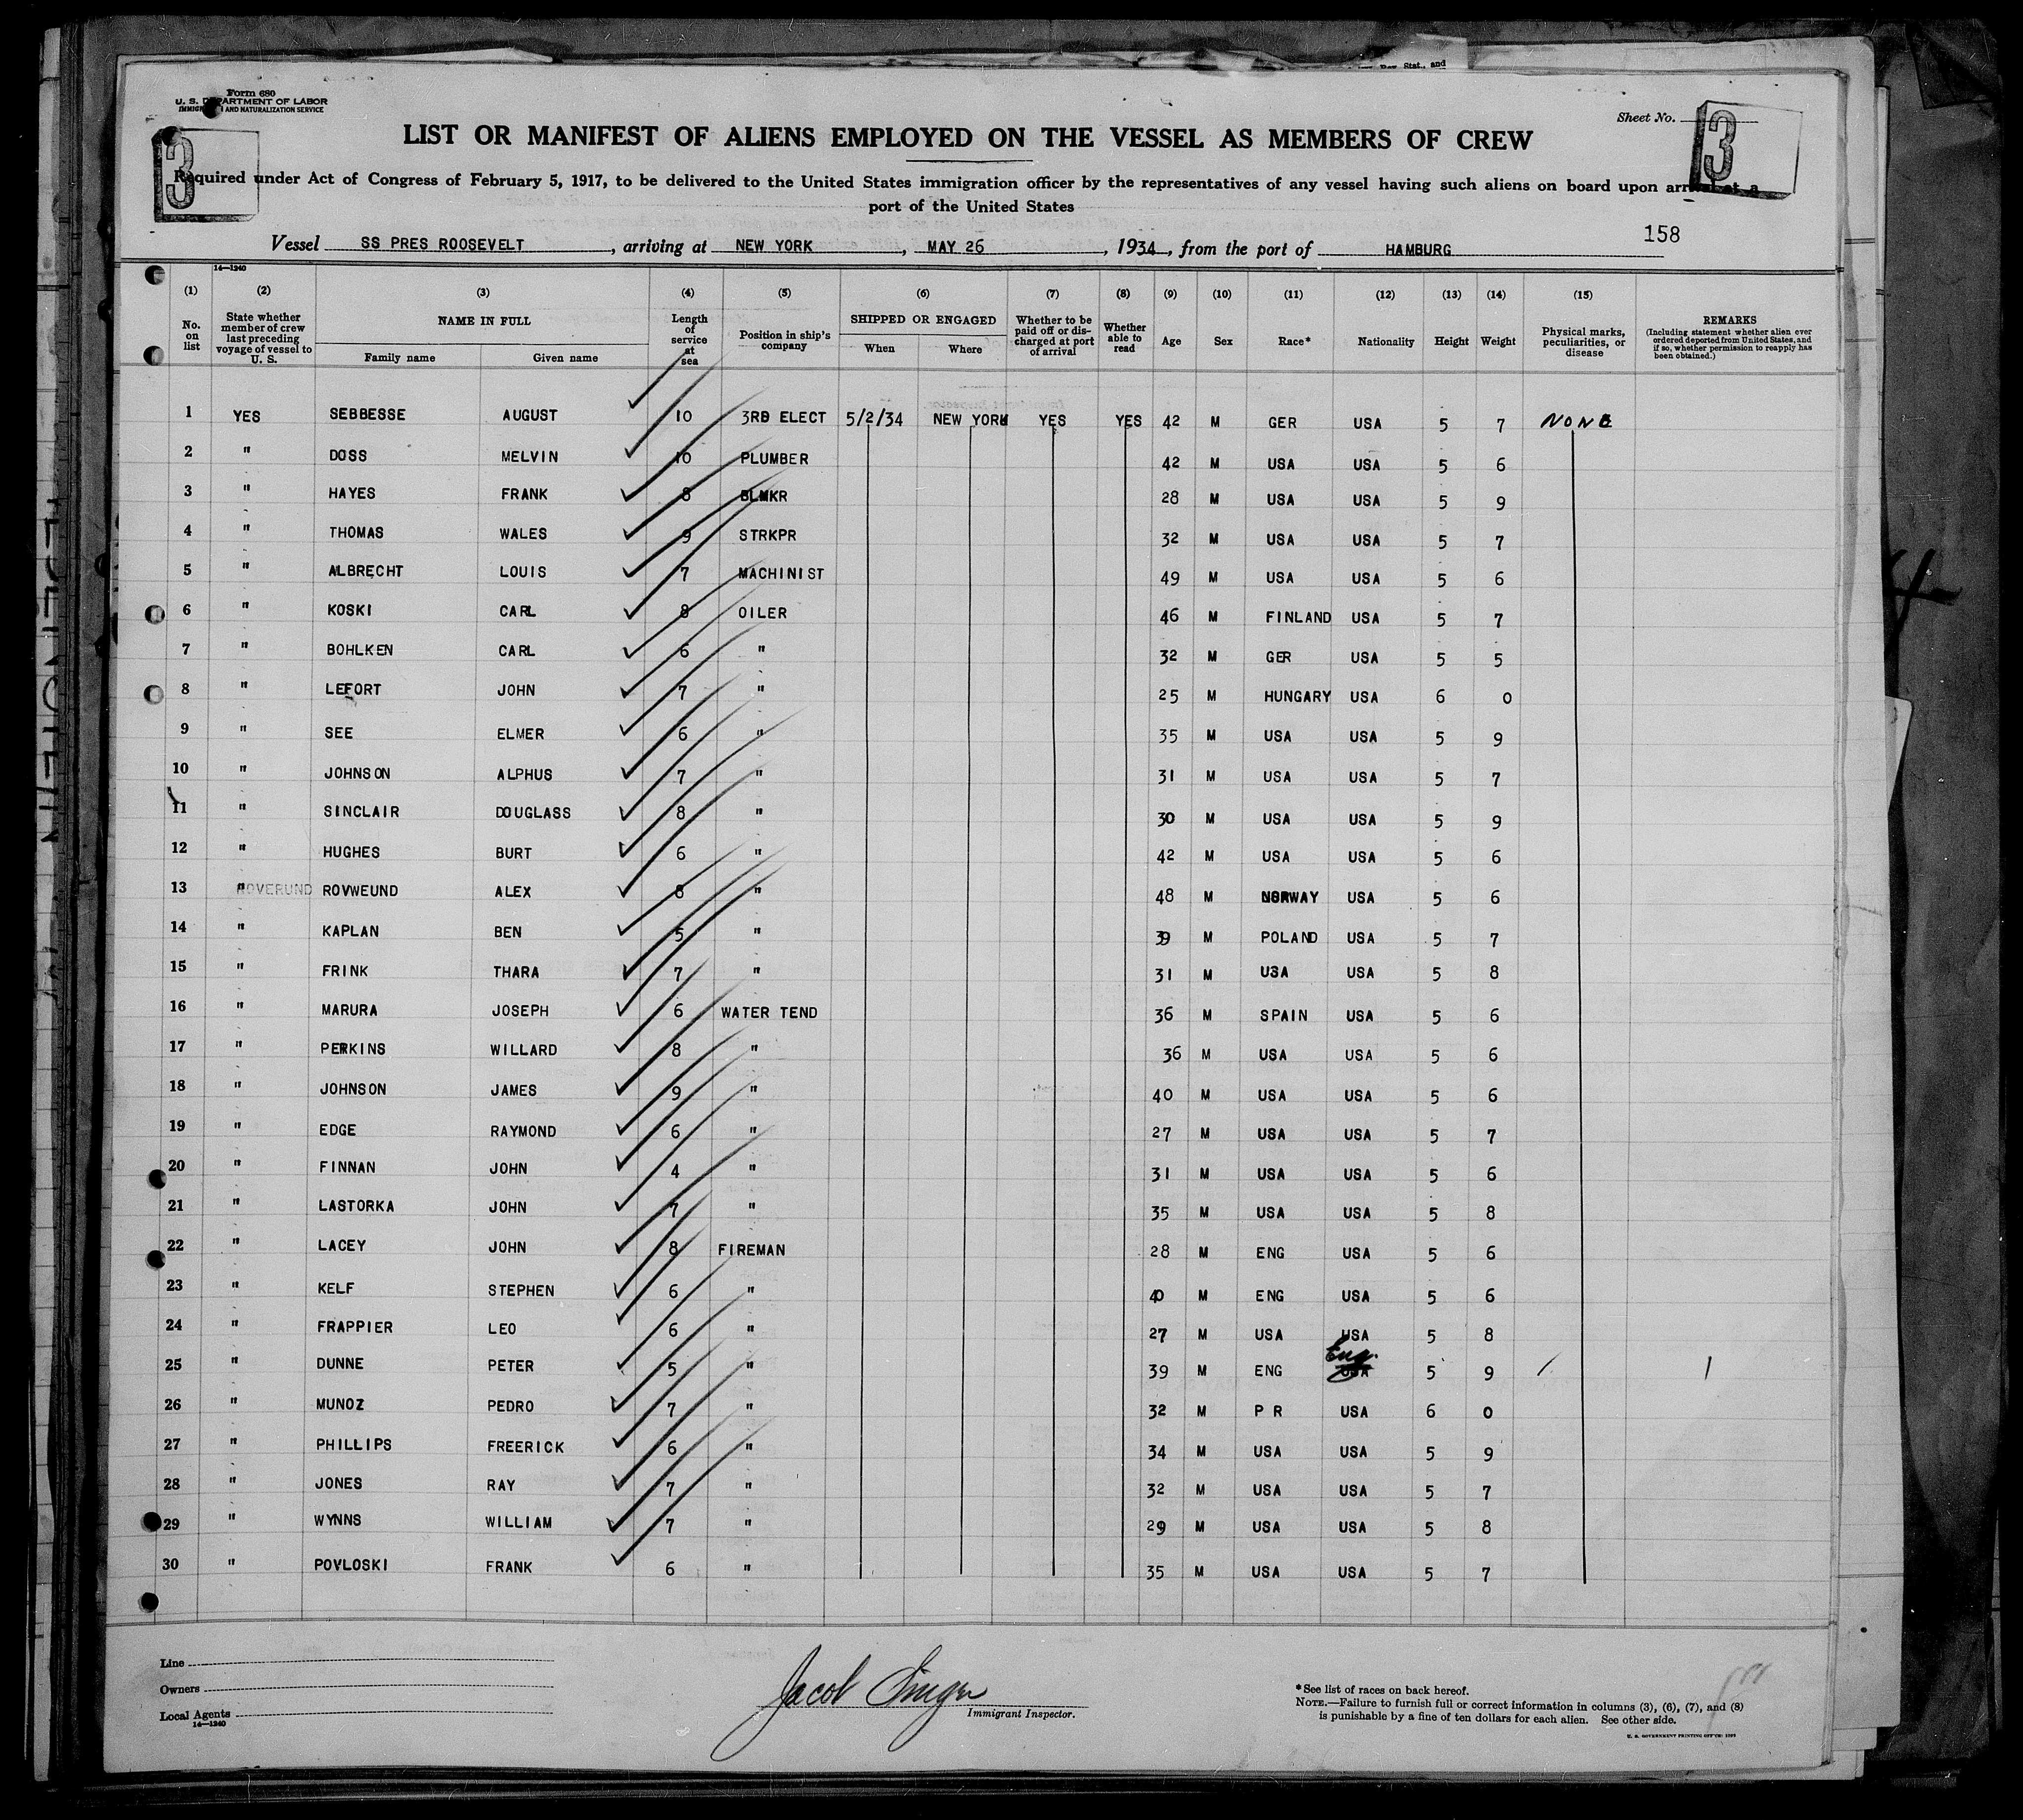 Form 680
U. S. DEPARTMENT OF LABOR
IMMIGRATION AND NATURALIZATION SERVICE
Sheet No.
3
3
LIST OR MANIFEST OF ALIENS EMPLOYED ON THE VESSEL AS MEMBERS OF CREW
Required under Act of Congress of February 5, 1917, to be delivered to the United States immigration officer by the representatives of any vessel having such aliens on board upon arrival at a
port of the United States
158
Vessel SS PRES ROOSEVELT, arriving at NEW YORK, MAY 26, 1934, from the port of HAMBURG
14—1240
(1) (2) (3) (4) (5) (6) (7) (8) (9) (10) (11) (12) (13) (14) (15)
No. on list State whether member of crew last preceding voyage of vessel to U. S. NAME IN FULL Family name Given name Length of service at sea Position in ship's company SHIPPED OR ENGAGED When Where Whether to be paid off or discharged at port of arrival Whether able to read Age Sex Race* Nationality Height Weight Physical marks, peculiarities, or disease REMARKS (Including statement whether alien ever ordered deported from United States, and if so, whether permission to reapply has been obtained.)
1 YES SEBBESSE AUGUST 10 3RD ELECT 5/2/34 NEW YORK YES YES 42 M GER USA 5 7 NONE
2 " DOSS MELVIN 10 PLUMBER 42 M USA USA 5 6
3 " HAYES FRANK 8 BLMKR 28 M USA USA 5 9
4 " THOMAS WALES 9 STRKPR 32 M USA USA 5 7
5 " ALBRECHT LOUIS 7 MACHINIST 49 M USA USA 5 6
6 " KOSKI CARL 8 OILER 46 M FINLAND USA 5 7
7 " BOHLKEN CARL 6 " 32 M GER USA 5 5
8 " LEFORT JOHN 7 " 25 M HUNGARY USA 6 0
9 " SEE ELMER 6 " 35 M USA USA 5 9
10 " JOHNSON ALPHUS 7 " 31 M USA USA 5 7
11 " SINCLAIR DOUGLASS 8 " 30 M USA USA 5 9
12 " HUGHES BURT 6 " 42 M USA USA 5 6
13 " ROVERUND ROVWEUND ALEX 8 " 48 M NORWAY USA 5 6
14 " KAPLAN BEN 5 " 39 M POLAND USA 5 7
15 " FRINK THARA 7 " 31 M USA USA 5 8
16 " MARURA JOSEPH 6 WATER TEND 36 M SPAIN USA 5 6
17 " PERKINS WILLARD 8 " 36 M USA USA 5 6
18 " JOHNSON JAMES 9 " 40 M USA USA 5 6
19 " EDGE RAYMOND 6 " 27 M USA USA 5 7
20 " FINNAN JOHN 4 " 31 M USA USA 5 6
21 " LASTORKA JOHN 7 " 35 M USA USA 5 8
22 " LACEY JOHN 8 FIREMAN 28 M ENG USA 5 6
23 " KELF STEPHEN 6 " 40 M ENG USA 5 6
24 " FRAPPIER LEO 6 " 27 M USA USA 5 8
25 " DUNNE PETER 5 " 39 M ENG Eng. USA 5 9
26 " MUNOZ PEDRO 7 " 32 M P R USA 6 0
27 " PHILLIPS FREERICK 6 " 34 M USA USA 5 9
28 " JONES RAY 7 " 32 M USA USA 5 7
29 " WYNNS WILLIAM 7 " 29 M USA USA 5 8
30 " POVLOSKI FRANK 6 " 35 M USA USA 5 7
Line
Owners
Local Agents
14—1240
Jacob Singer
Immigrant Inspector.
*See list of races on back hereof.
NOTE.—Failure to furnish full or correct information in columns (3), (6), (7), and (8)
is punishable by a fine of ten dollars for each alien. See other side.